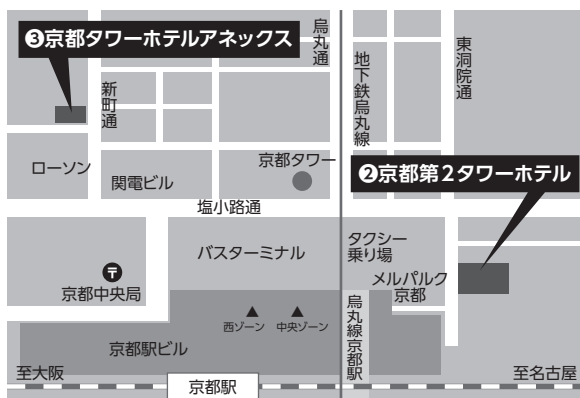 ❸京都タワーホテルアネックス
烏丸通
新町通
地下鉄烏丸線
東洞院通
ローソン
関電ビル
京都タワー
❷京都第2タワーホテル
塩小路通
バスターミナル
タクシー
乗り場
メルパルク
京都
〒
京都中央局
▲
西ゾーン
▲
中央ゾーン
烏丸線京都駅
京都駅ビル
至大阪
至名古屋
京都駅